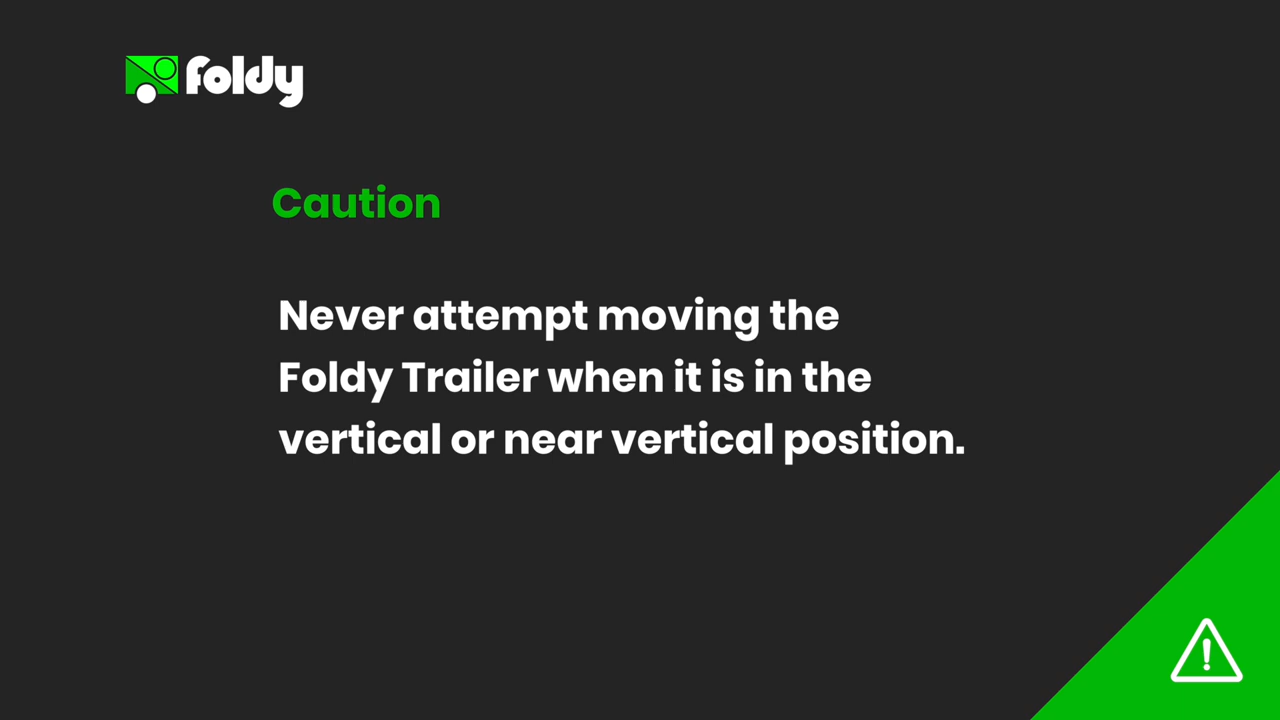 foldy
Caution
Never attempt moving the
Foldy Trailer when it is in the
vertical or near vertical position.